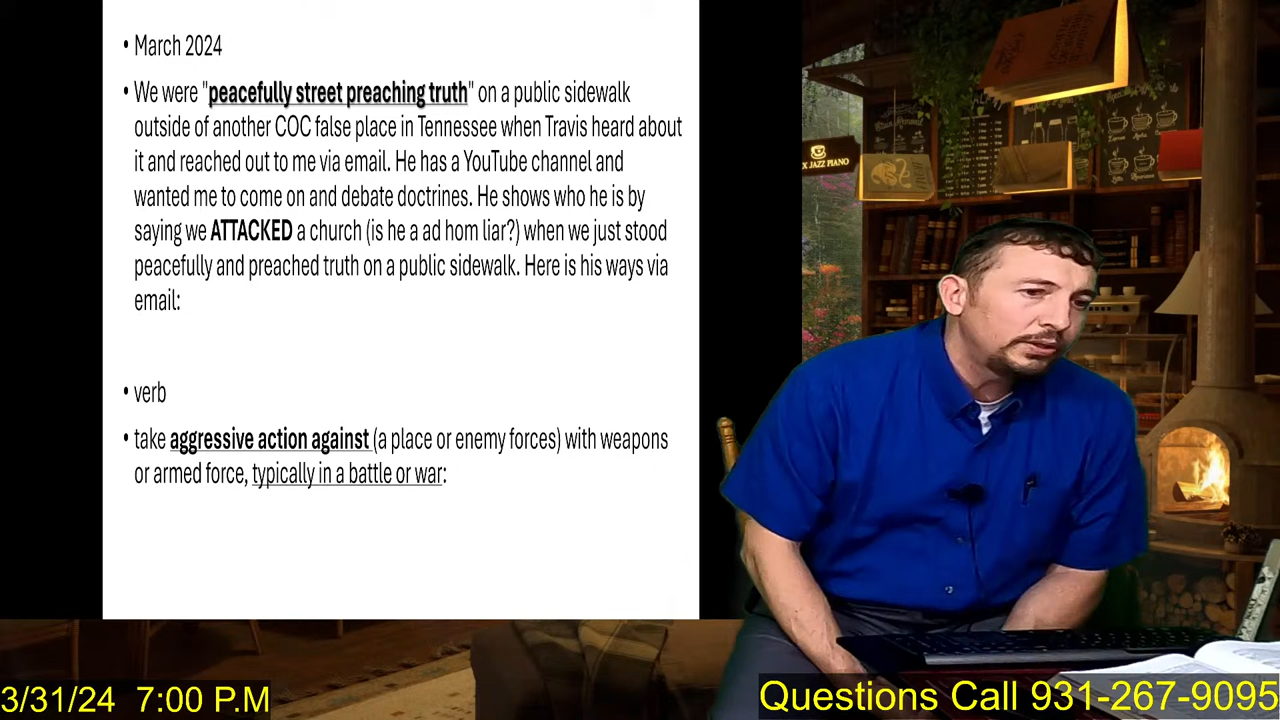 • March 2024
• We were "peacefully street preaching truth" on a public sidewalk
outside of another COC false place in Tennessee when Travis heard about
it and reached out to me via email. He has a YouTube channel and
wanted me to come on and debate doctrines. He shows who he is by
saying we ATTACKED a church (is he a ad hom liar?) when we just stood
peacefully and preached truth on a public sidewalk. Here is his ways via
email:
• verb
• take aggressive action against (a place or enemy forces) with weapons
or armed force, typically in a battle or war:
X JAZZ PIANO
3/31/24 7:00 P.M
Questions Call 931-267-9095